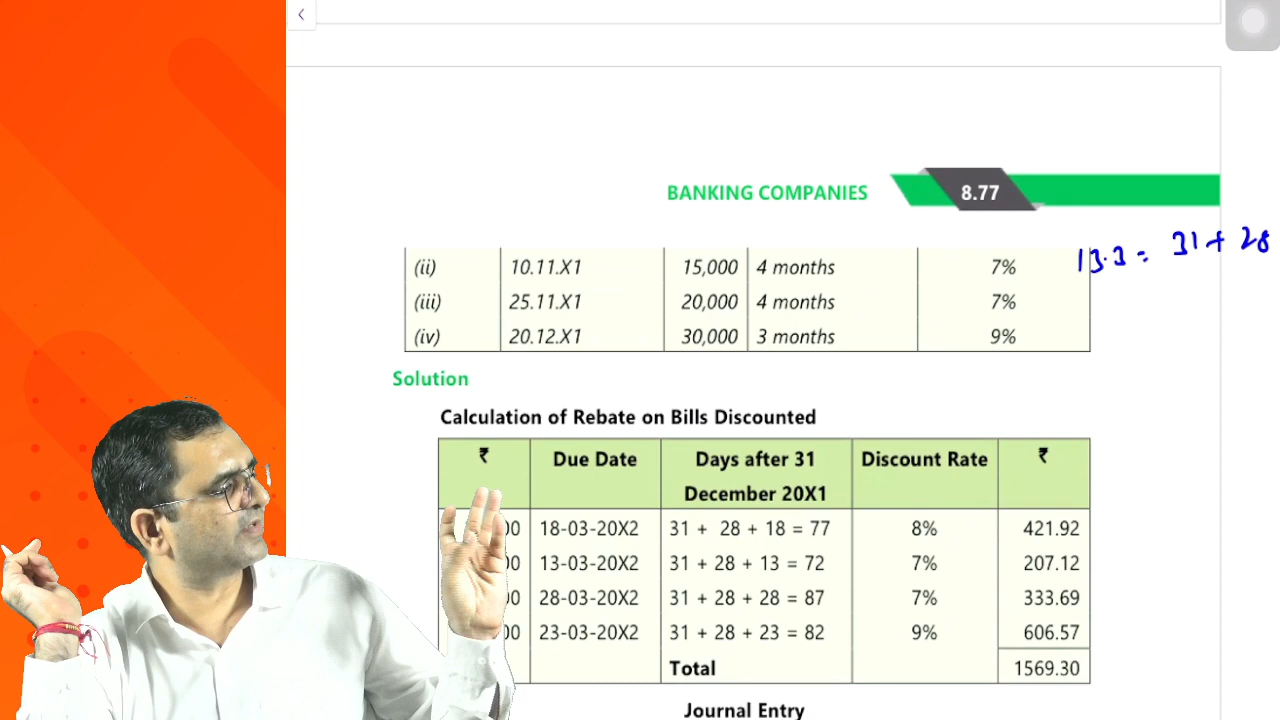 BANKING COMPANIES 8.77
13.3 = 31 + 28
(ii) 10.11.X1 15,000 4 months 7%
(iii) 25.11.X1 20,000 4 months 7%
(iv) 20.12.X1 30,000 3 months 9%
Solution
Calculation of Rebate on Bills Discounted
₹ Due Date Days after 31 December 20X1 Discount Rate ₹
00 18-03-20X2 31 + 28 + 18 = 77 8% 421.92
00 13-03-20X2 31 + 28 + 13 = 72 7% 207.12
00 28-03-20X2 31 + 28 + 28 = 87 7% 333.69
00 23-03-20X2 31 + 28 + 23 = 82 9% 606.57
Total 1569.30
Journal Entry